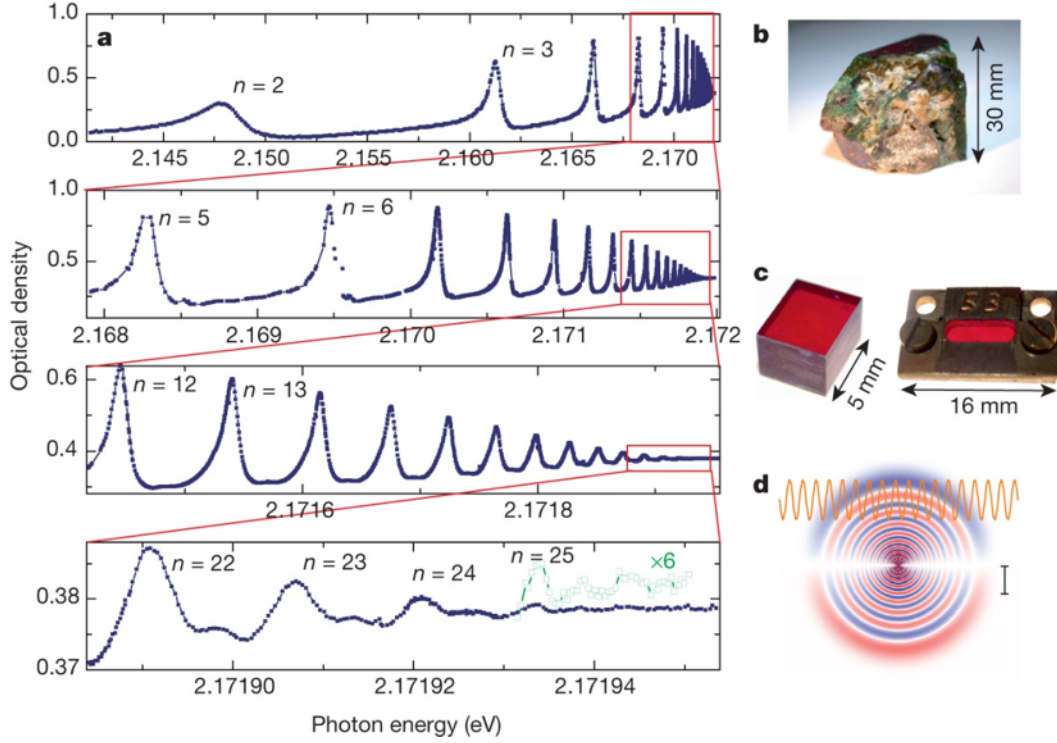 a
1.0
n = 2
n = 3
0.5
0.0
2.145 2.150 2.155 2.160 2.165 2.170
1.0
n = 5
n = 6
0.5
2.168 2.169 2.170 2.171 2.172
Optical density
0.6
n = 12
n = 13
0.4
2.1716 2.1718
n = 22
n = 23
n = 24
n = 25
×6
0.38
0.37
2.17190 2.17192 2.17194
Photon energy (eV)
b
30 mm
c
S 3
5 mm
16 mm
d